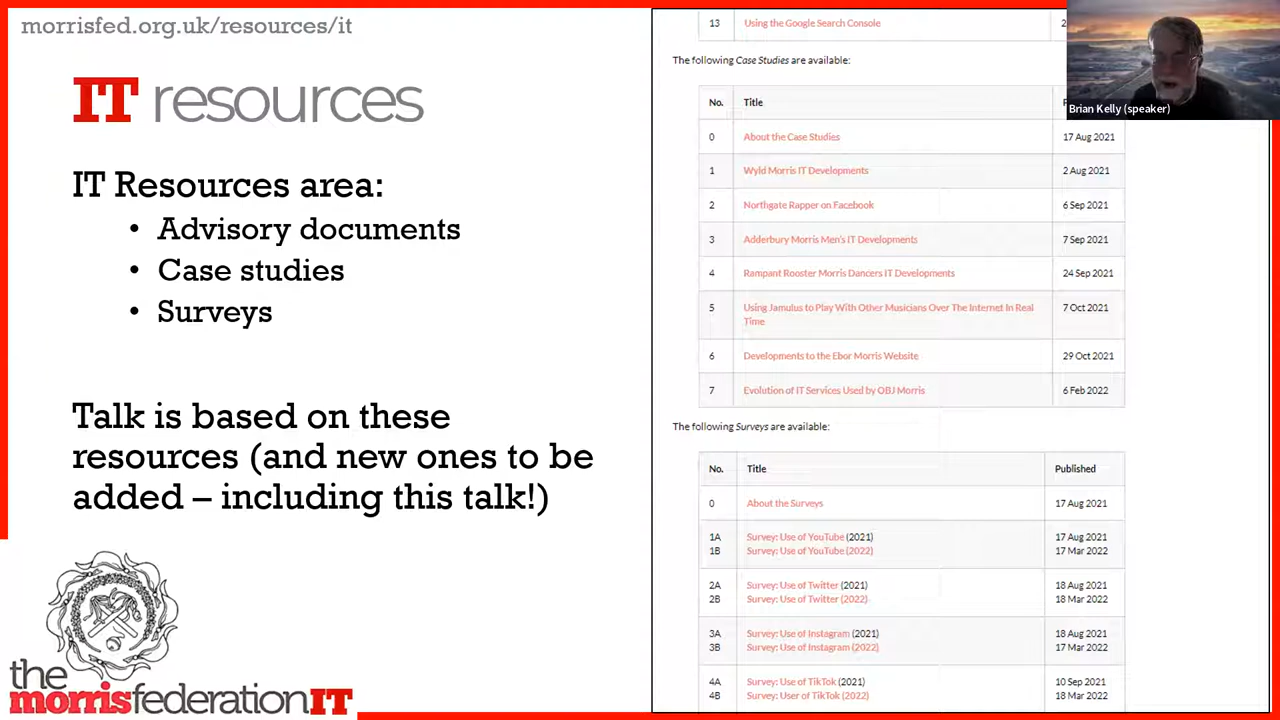 morrisfed.org.uk/resources/it
IT resources
IT Resources area:
• Advisory documents
• Case studies
• Surveys
Talk is based on these
resources (and new ones to be
added – including this talk!)
the
morrisfederationIT
13 Using the Google Search Console 2
The following Case Studies are available:
No. Title
0 About the Case Studies 17 Aug 2021
1 Wyld Morris IT Developments 2 Aug 2021
2 Northgate Rapper on Facebook 6 Sep 2021
3 Adderbury Morris Men's IT Developments 7 Sep 2021
4 Rampant Rooster Morris Dancers IT Developments 24 Sep 2021
5 Using Jamulus to Play With Other Musicians Over The Internet In Real 7 Oct 2021
Time
6 Developments to the Ebor Morris Website 29 Oct 2021
7 Evolution of IT Services Used by OBJ Morris 6 Feb 2022
The following Surveys are available:
No. Title Published
0 About the Surveys 17 Aug 2021
1A Survey: Use of YouTube (2021) 17 Aug 2021
1B Survey: Use of YouTube (2022) 17 Mar 2022
2A Survey: Use of Twitter (2021) 18 Aug 2021
2B Survey: Use of Twitter (2022) 18 Mar 2022
3A Survey: Use of Instagram (2021) 18 Aug 2021
3B Survey: Use of Instagram (2022) 17 Mar 2022
4A Survey: Use of TikTok (2021) 10 Sep 2021
4B Survey: User of TikTok (2022) 18 Mar 2022
Brian Kelly (speaker)